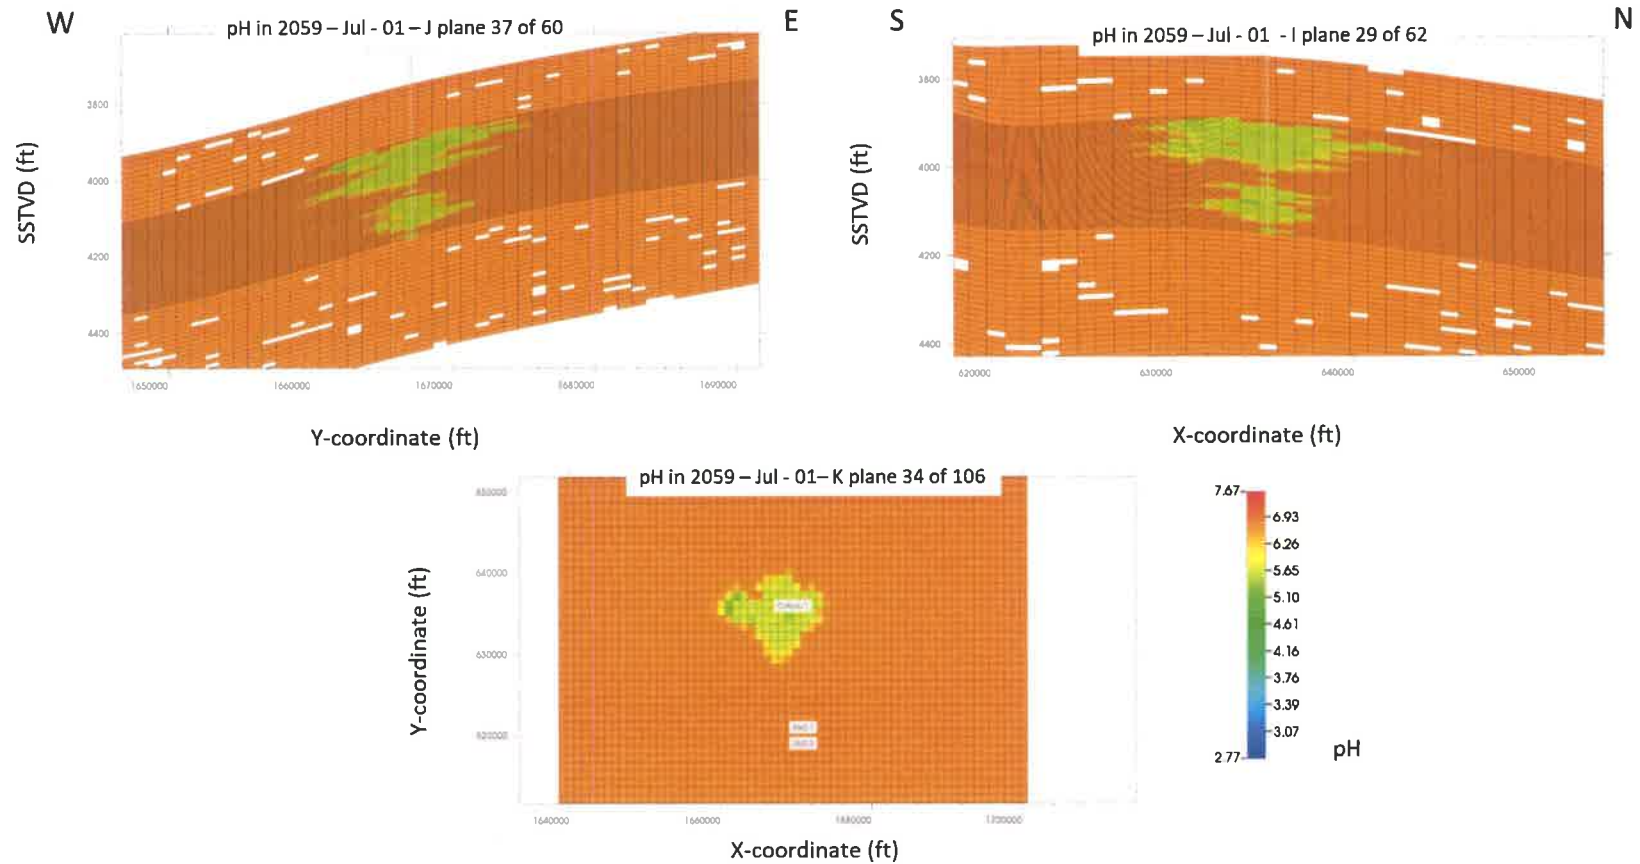 W
pH in 2059 – Jul - 01 – J plane 37 of 60
E
SSTVD (ft)
3800
4000
4200
4400
1650000
1660000
1670000
1680000
1690000
Y-coordinate (ft)
S
pH in 2059 – Jul - 01 - I plane 29 of 62
N
SSTVD (ft)
3800
4000
4200
4400
620000
630000
640000
650000
X-coordinate (ft)
pH in 2059 – Jul - 01– K plane 34 of 106
Y-coordinate (ft)
640000
630000
1640000
1660000
X-coordinate (ft)
7.67
6.93
6.26
5.65
5.10
4.61
4.16
3.76
3.39
3.07
2.77
pH